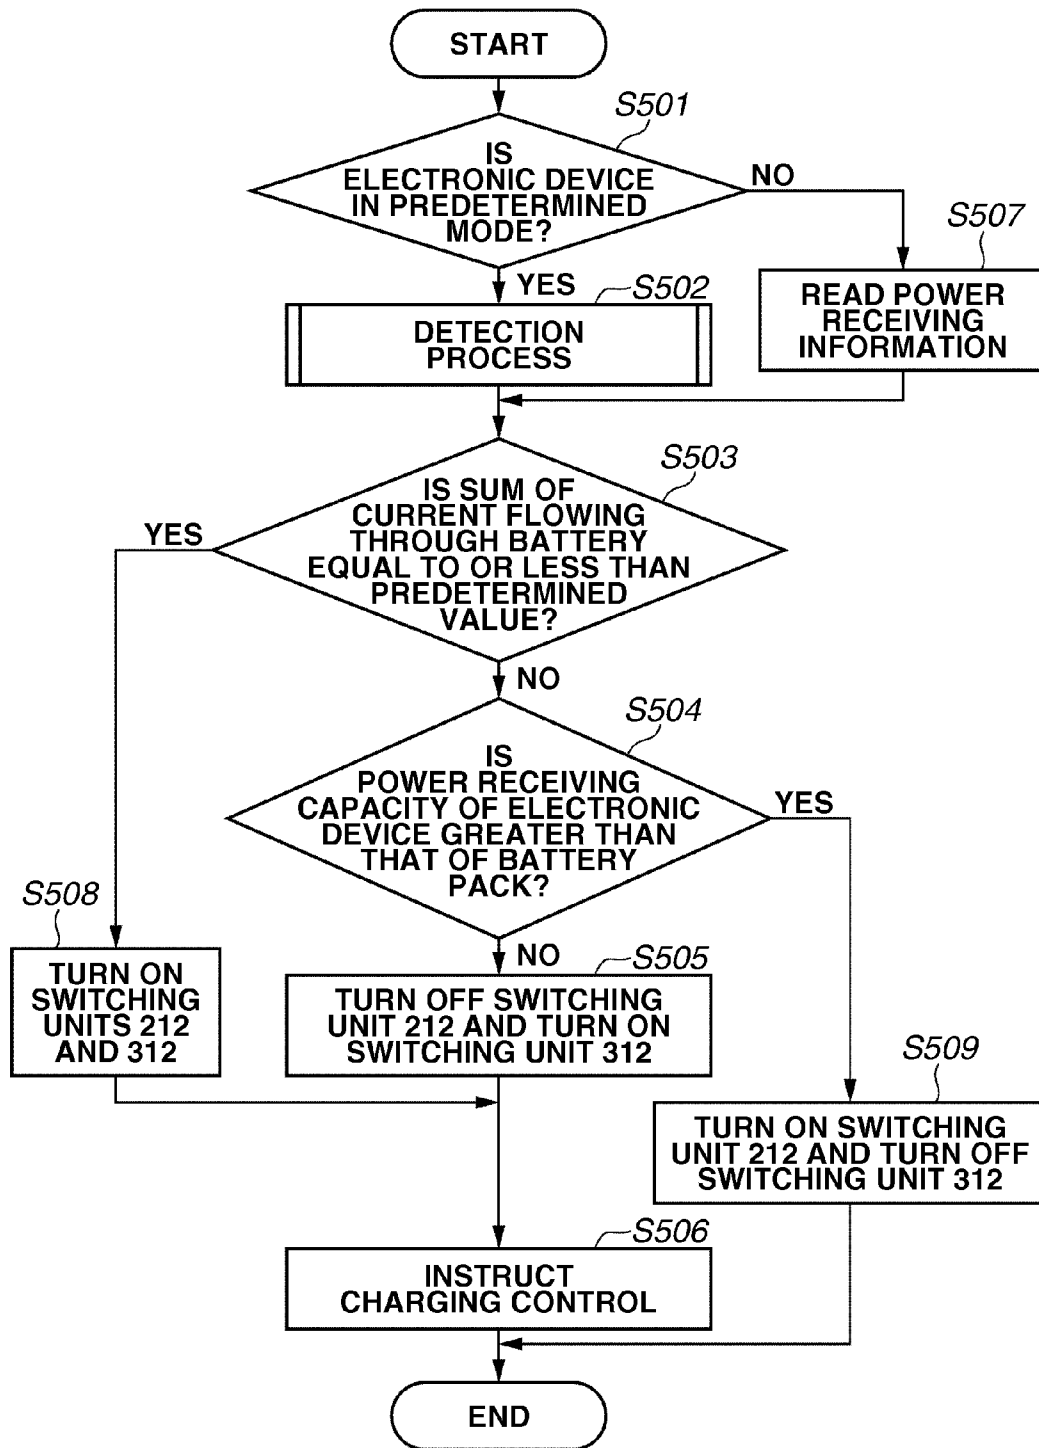 START
S501
IS
ELECTRONIC DEVICE
IN PREDETERMINED
MODE?
NO
S507
READ POWER
RECEIVING
INFORMATION
YES
S502
DETECTION
PROCESS
S503
IS SUM OF
CURRENT FLOWING
THROUGH BATTERY
EQUAL TO OR LESS THAN
PREDETERMINED
VALUE?
YES
NO
S504
IS
POWER RECEIVING
CAPACITY OF ELECTRONIC
DEVICE GREATER THAN
THAT OF BATTERY
PACK?
YES
S508
TURN ON
SWITCHING
UNITS 212
AND 312
NO
S505
TURN OFF SWITCHING
UNIT 212 AND TURN ON
SWITCHING UNIT 312
S509
TURN ON SWITCHING
UNIT 212 AND TURN OFF
SWITCHING UNIT 312
S506
INSTRUCT
CHARGING CONTROL
END